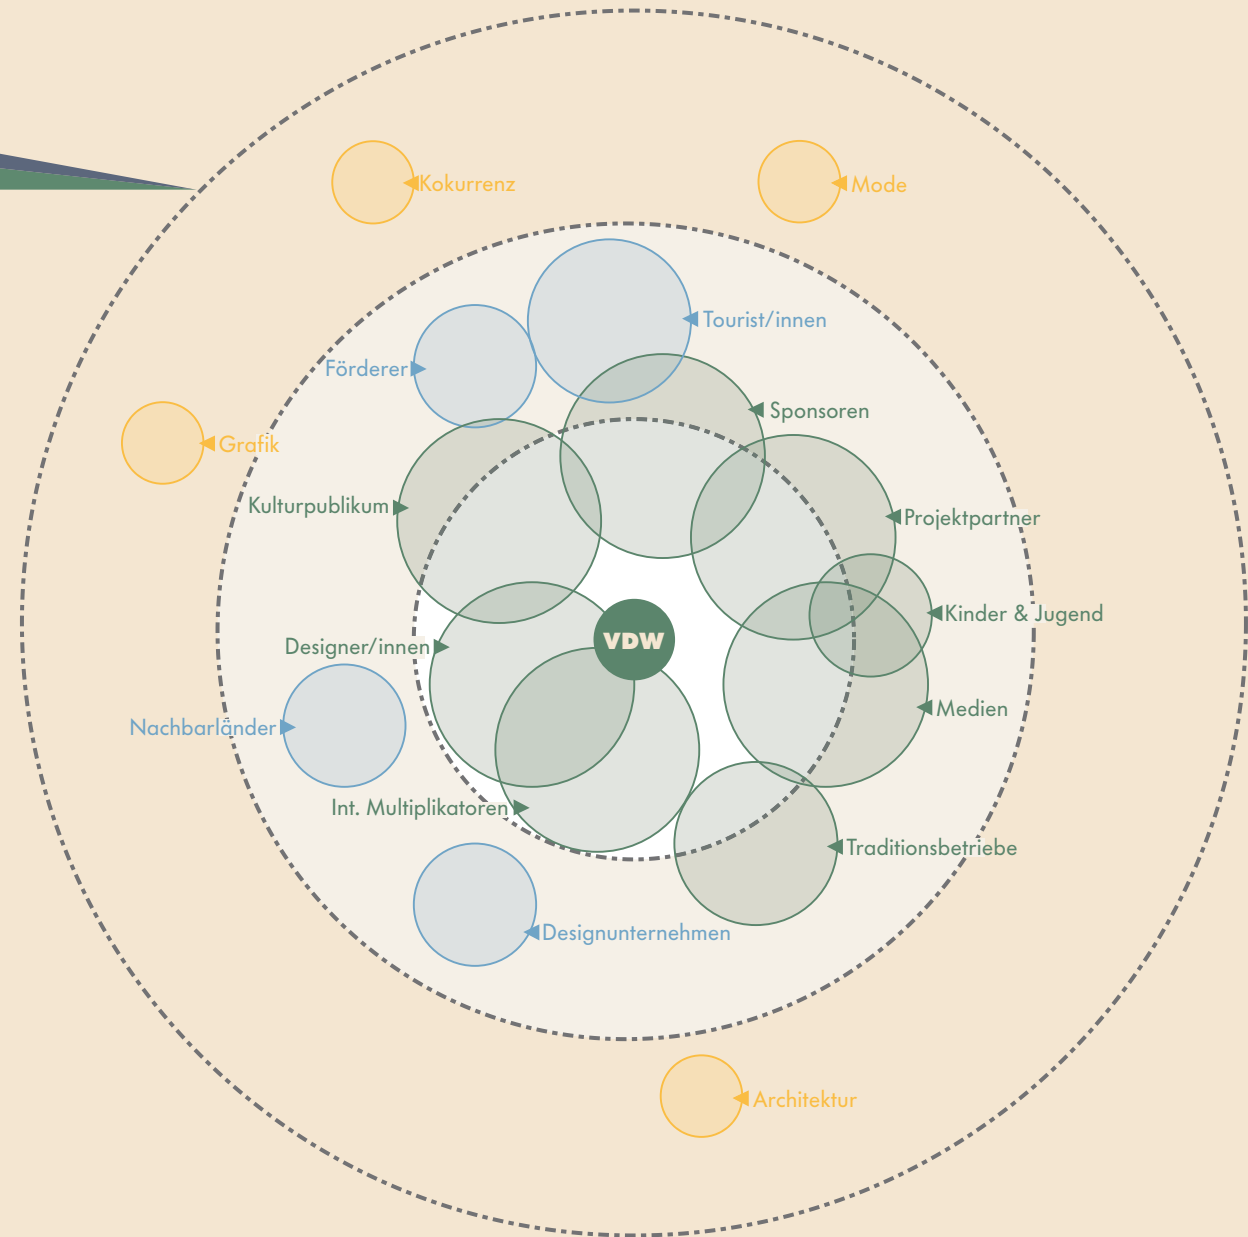 Kokurrenz
Mode
Tourist/innen
Förderer
Sponsoren
Grafik
Kulturpublikum
Projektpartner
Kinder & Jugend
VDW
Designer/innen
Medien
Nachbarländer
Int. Multiplikatoren
Traditionsbetriebe
Designunternehmen
Architektur